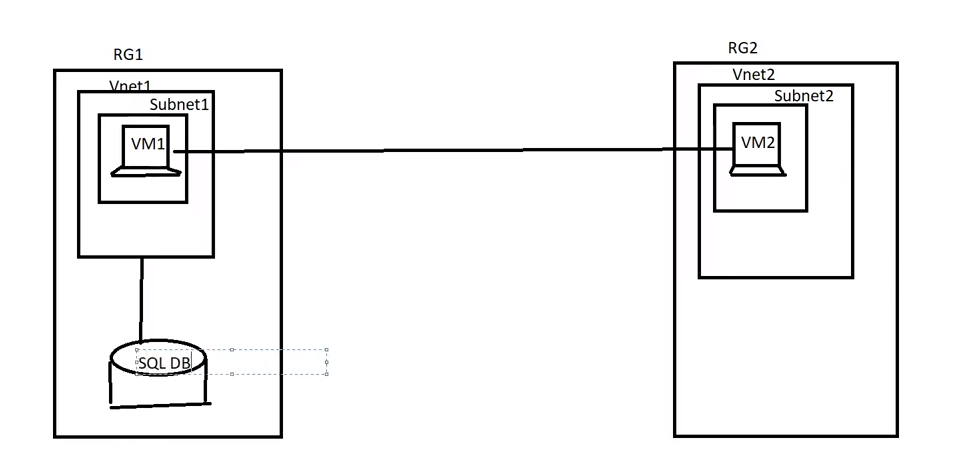 RG1
Vnet1
Subnet1
VM1
SQL DB
RG2
Vnet2
Subnet2
VM2